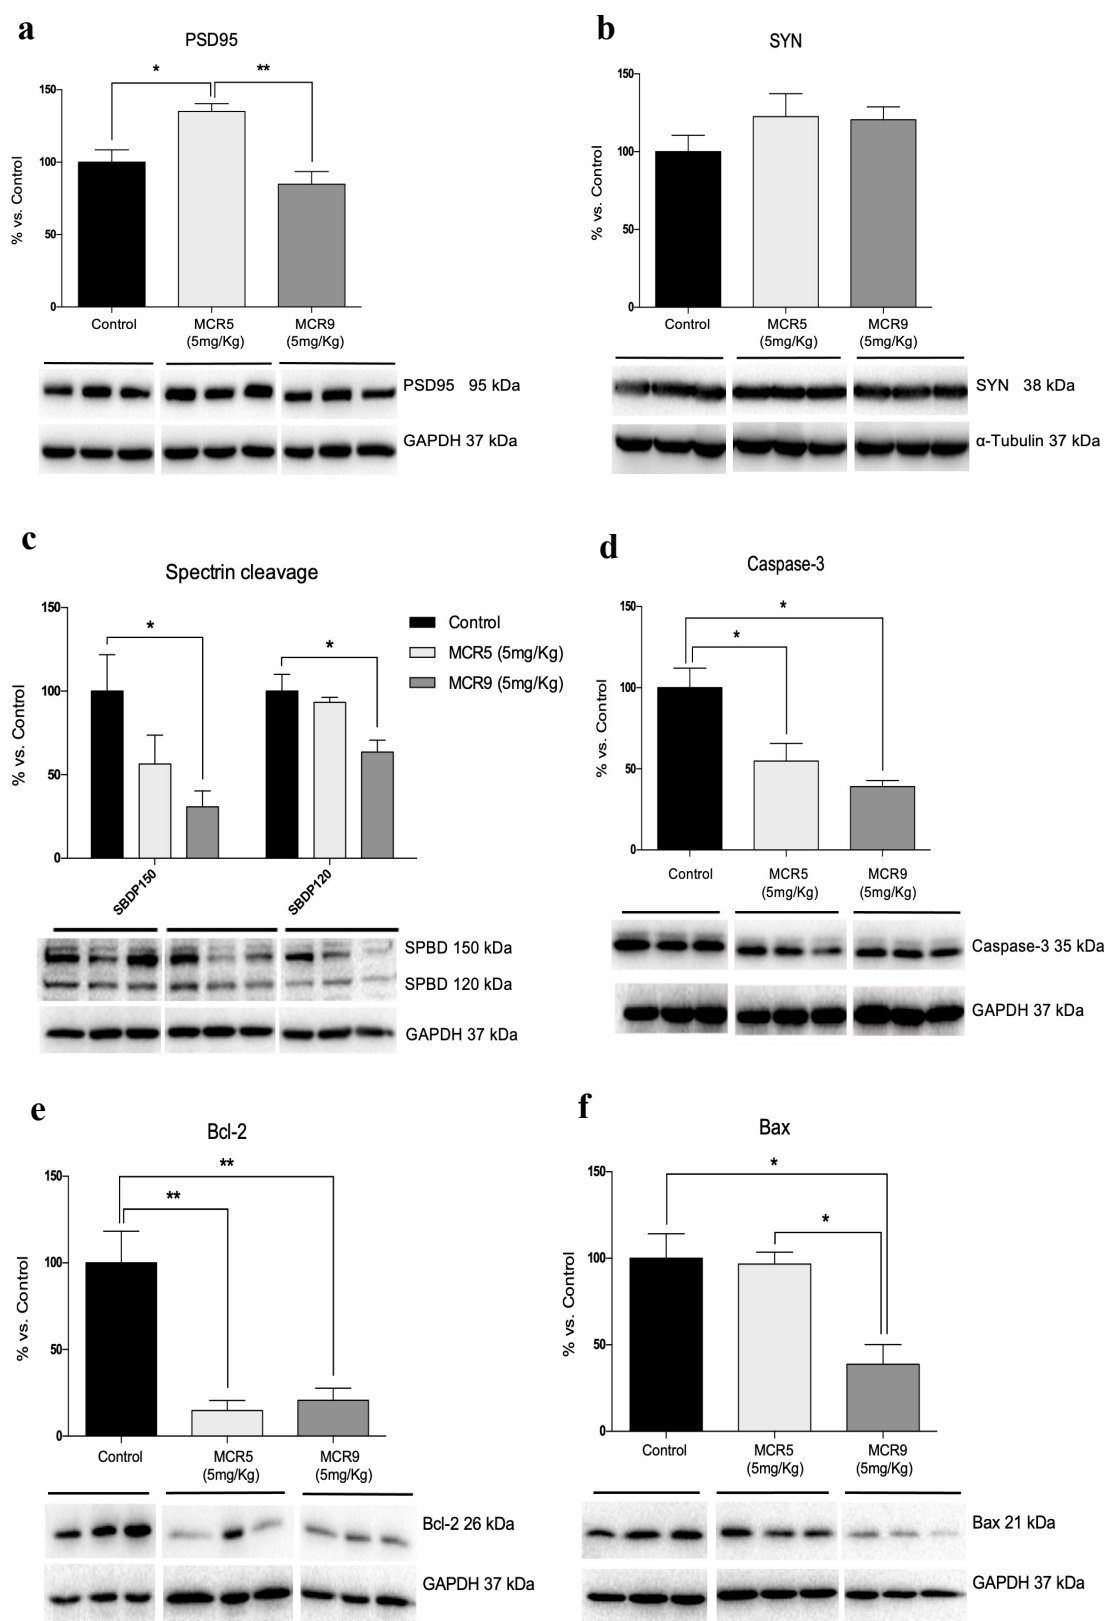 a
PSD95
*
**
% vs. Control
150
100
50
0
Control
MCR5
(5mg/Kg)
MCR9
(5mg/Kg)
PSD95 95 kDa
GAPDH 37 kDa
b
SYN
% vs. Control
150
100
50
0
Control
MCR5
(5mg/Kg)
MCR9
(5mg/Kg)
SYN 38 kDa
α-Tubulin 37 kDa
c
Spectrin cleavage
% vs. Control
150
100
50
0
*
*
Control
MCR5 (5mg/Kg)
MCR9 (5mg/Kg)
SBDP150
SBDP120
SPBD 150 kDa
SPBD 120 kDa
GAPDH 37 kDa
d
Caspase-3
% vs. Control
150
100
50
0
*
*
Control
MCR5
(5mg/Kg)
MCR9
(5mg/Kg)
Caspase-3 35 kDa
GAPDH 37 kDa
e
Bcl-2
% vs. Control
150
100
50
0
**
**
Control
MCR5
(5mg/Kg)
MCR9
(5mg/Kg)
Bcl-2 26 kDa
GAPDH 37 kDa
f
Bax
% vs. Control
150
100
50
0
*
*
Control
MCR5
(5mg/Kg)
MCR9
(5mg/Kg)
Bax 21 kDa
GAPDH 37 kDa